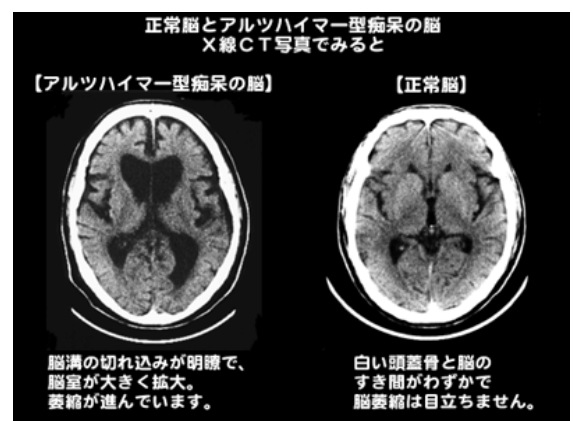 正常脳とアルツハイマー型痴呆の脳
X線CT写真でみると
【アルツハイマー型痴呆の脳】
【正常脳】
脳溝の切れ込みが明瞭で、
脳室が大きく拡大。
萎縮が進んでいます。
白い頭蓋骨と脳の
すき間がわずかで
脳萎縮は目立ちません。